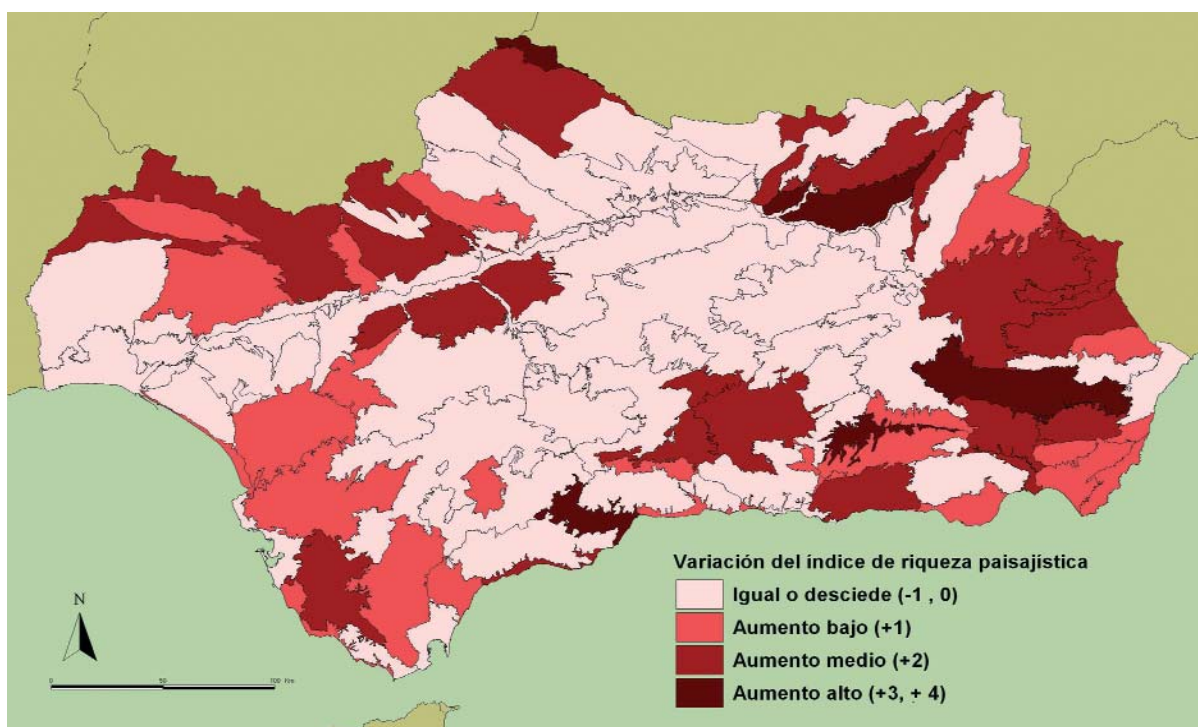 Variación del índice de riqueza paisajística
Igual o desciede (-1 , 0)
Aumento bajo (+1)
Aumento medio (+2)
Aumento alto (+3, + 4)
N
0 50 100 Km